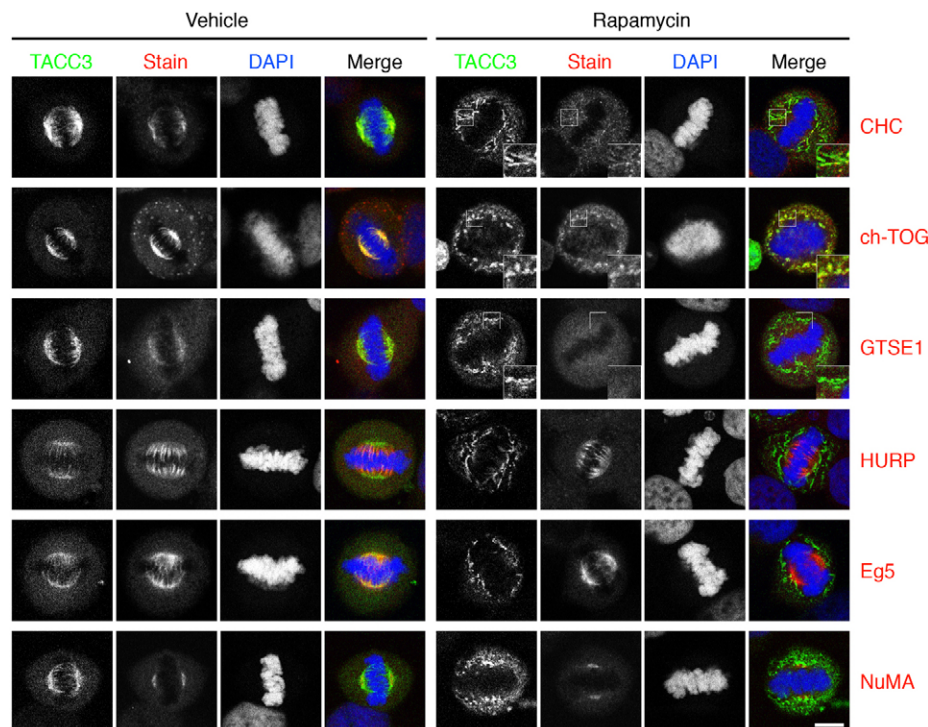 Vehicle Rapamycin
TACC3 Stain DAPI Merge TACC3 Stain DAPI Merge
CHC
ch-TOG
GTSE1
HURP
Eg5
NuMA